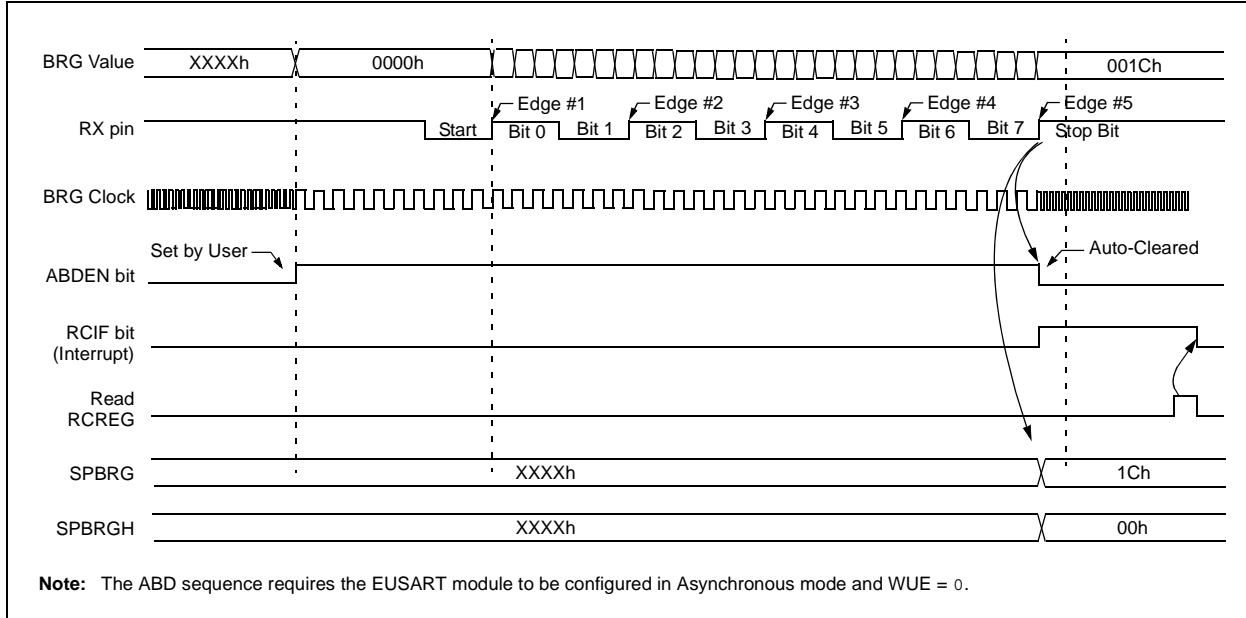 BRG Value XXXXh 0000h 001Ch
Edge #1 Edge #2 Edge #3 Edge #4 Edge #5
RX pin Start Bit 0 Bit 1 Bit 2 Bit 3 Bit 4 Bit 5 Bit 6 Bit 7 Stop Bit
BRG Clock
Set by User Auto-Cleared
ABDEN bit
RCIF bit
(Interrupt)
Read
RCREG
SPBRG XXXXh 1Ch
SPBRGH XXXXh 00h
Note: The ABD sequence requires the EUSART module to be configured in Asynchronous mode and WUE = 0.